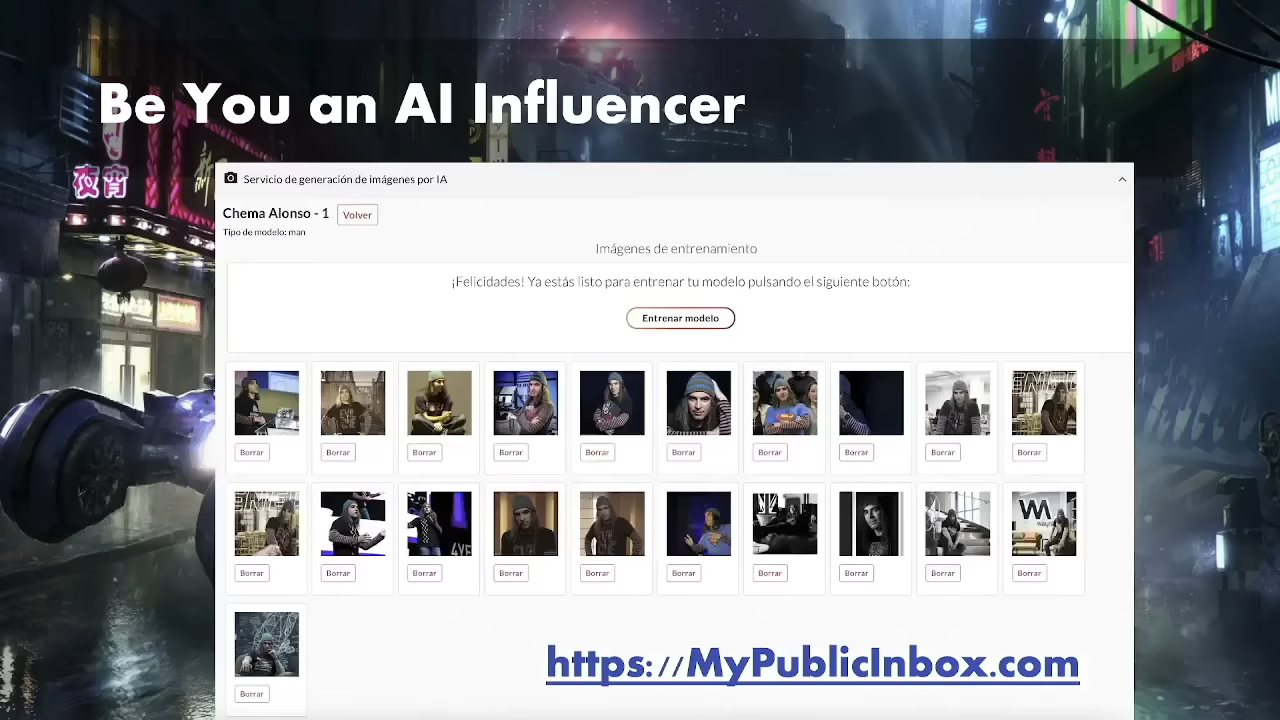 Be You an AI Influencer
夜宵
Servicio de generación de imágenes por IA
Chema Alonso - 1 Volver
Tipo de modelo: man
Imágenes de entrenamiento
¡Felicidades! Ya estás listo para entrenar tu modelo pulsando el siguiente botón:
Entrenar modelo
Borrar Borrar Borrar Borrar Borrar Borrar Borrar Borrar Borrar Borrar
Borrar Borrar Borrar Borrar Borrar Borrar Borrar Borrar Borrar Borrar
Borrar
https://MyPublicInbox.com